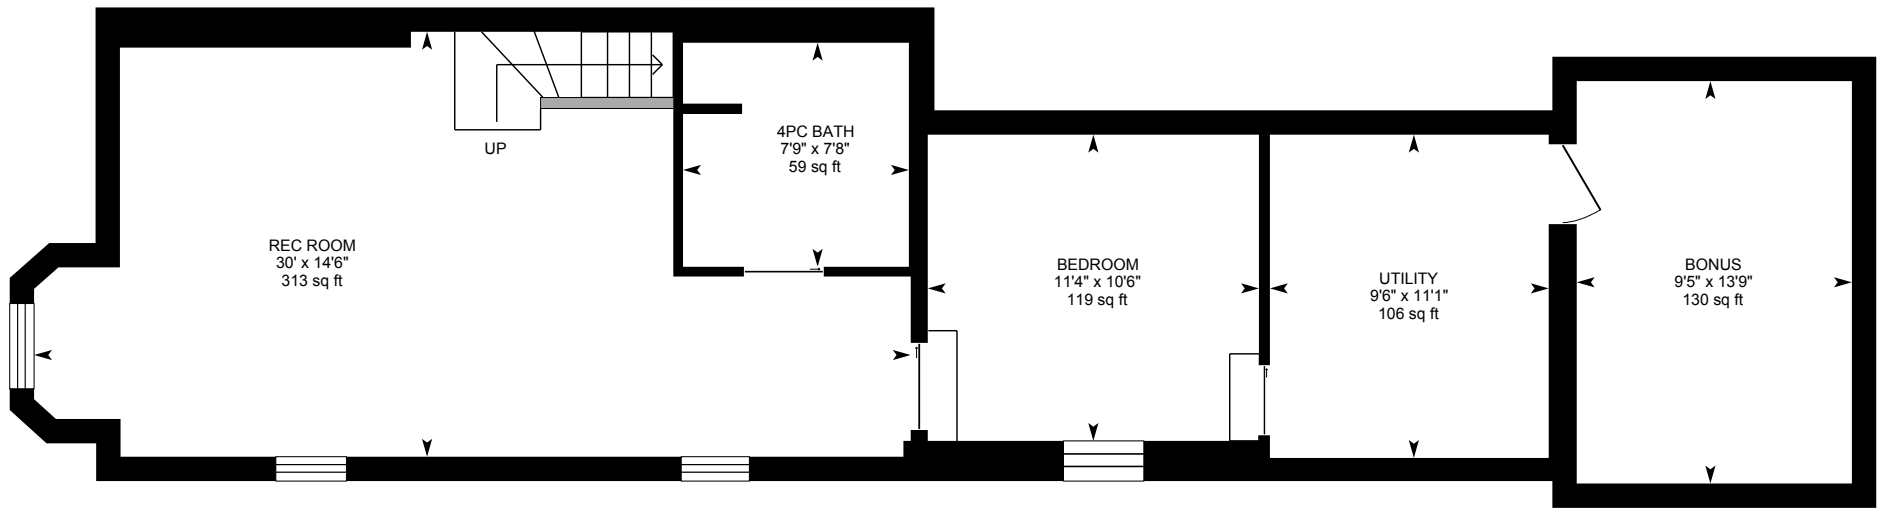 UP
4PC BATH
7'9" x 7'8"
59 sq ft
REC ROOM
30' x 14'6"
313 sq ft
BEDROOM
11'4" x 10'6"
119 sq ft
UTILITY
9'6" x 11'1"
106 sq ft
BONUS
9'5" x 13'9"
130 sq ft